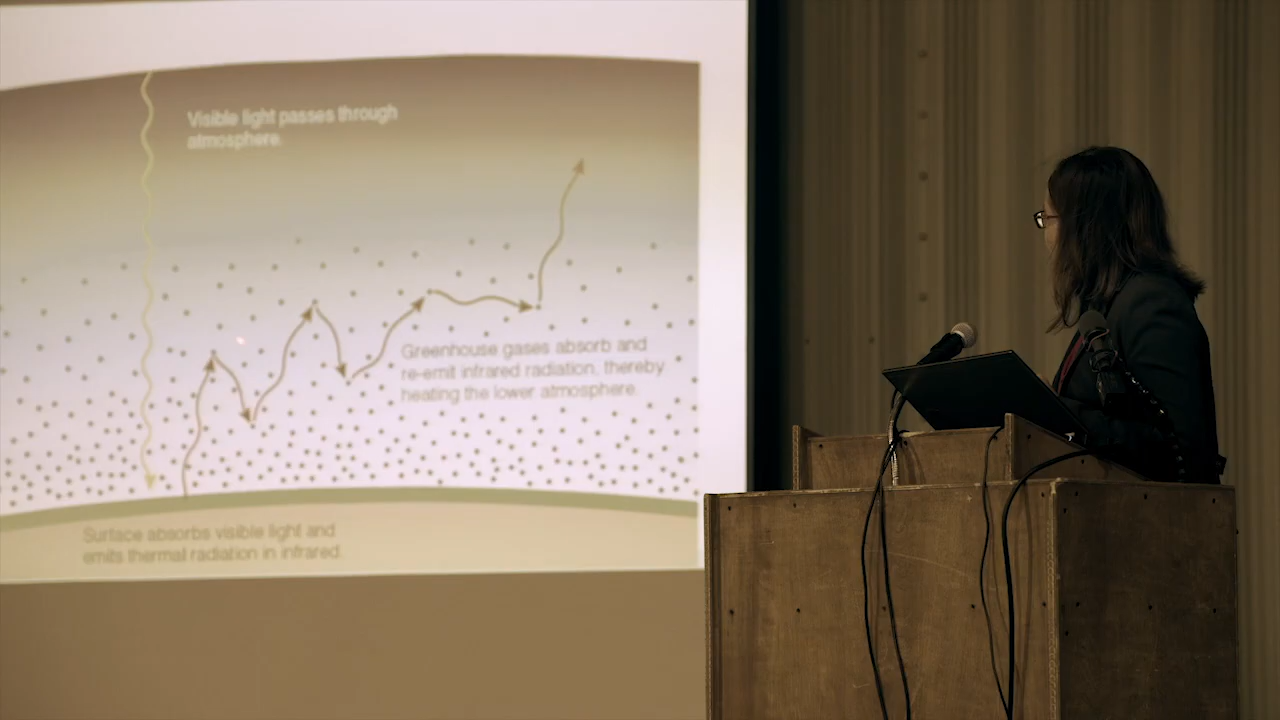 Visible light passes through
atmosphere.
Greenhouse gases absorb and
re-emit infrared radiation, thereby
heating the lower atmosphere.
Surface absorbs visible light and
emits thermal radiation in infrared.